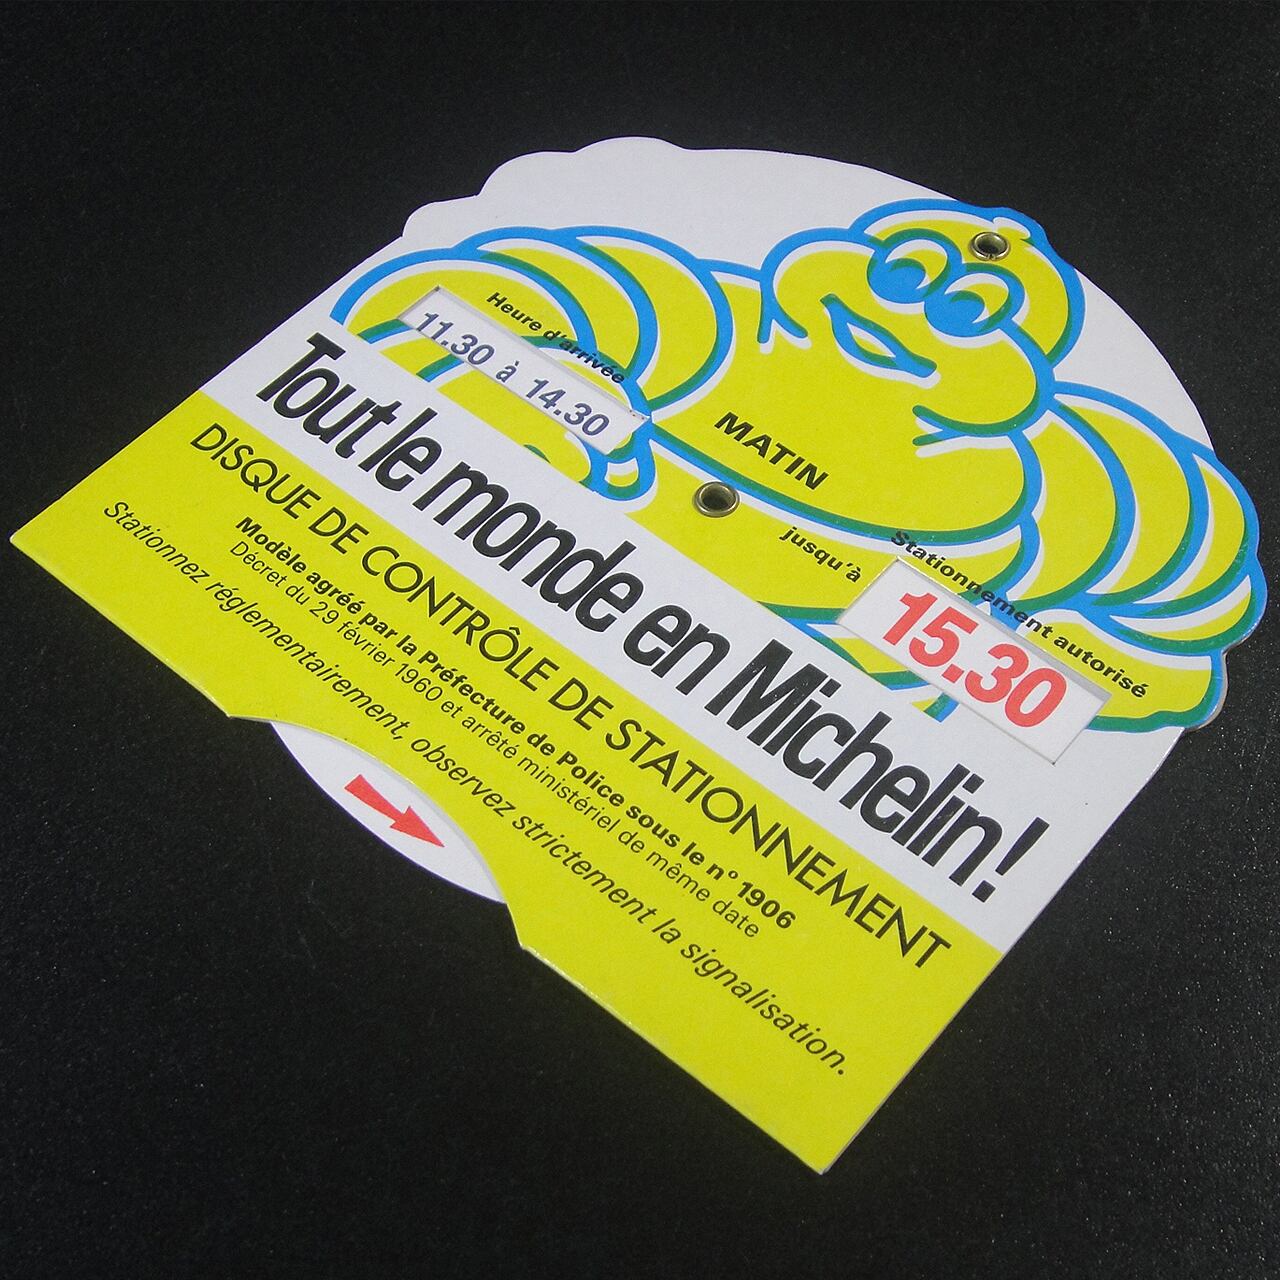 Heure d'arrivée
11.30 à 14.30
MATIN
jusqu'à
Stationnement autorisé
15.30
Tout le monde en Michelin!
DISQUE DE CONTRÔLE DE STATIONNEMENT
Modèle agréé par la Préfecture de Police sous le n° 1906
Décret du 29 février 1960 et arrêté ministériel de même date
Stationnez réglementairement, observez strictement la signalisation.